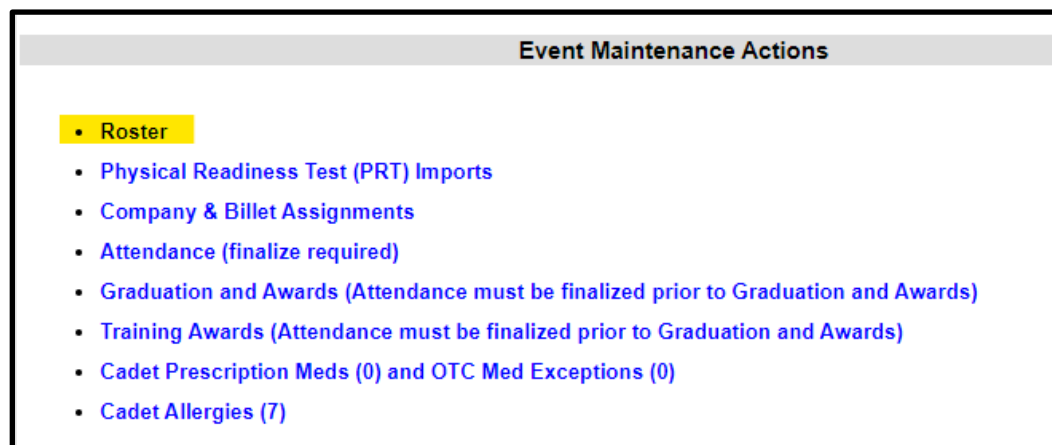 Event Maintenance Actions
• Roster
• Physical Readiness Test (PRT) Imports
• Company & Billet Assignments
• Attendance (finalize required)
• Graduation and Awards (Attendance must be finalized prior to Graduation and Awards)
• Training Awards (Attendance must be finalized prior to Graduation and Awards)
• Cadet Prescription Meds (0) and OTC Med Exceptions (0)
• Cadet Allergies (7)